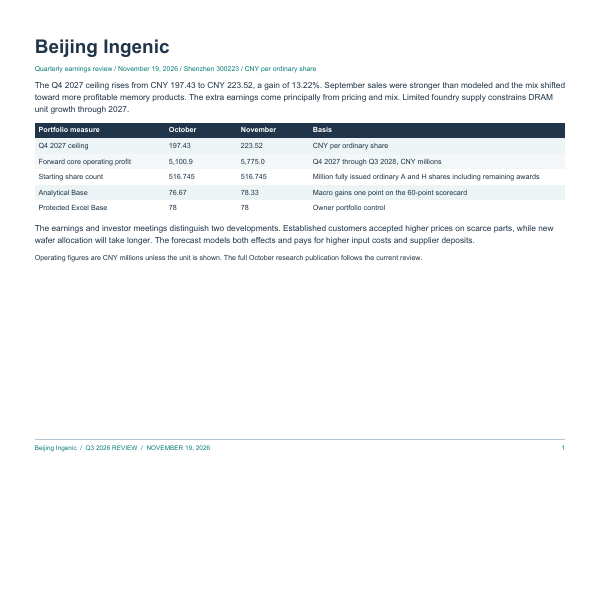 Beijing Ingenic
Quarterly earnings review / November 19, 2026 / Shenzhen 300223 / CNY per ordinary share
The Q4 2027 ceiling rises from CNY 197.43 to CNY 223.52, a gain of 13.22%. September sales were stronger than modeled and the mix shifted
toward more profitable memory products. The extra earnings come principally from pricing and mix. Limited foundry supply constrains DRAM
unit growth through 2027.
Portfolio measure October November Basis
Q4 2027 ceiling 197.43 223.52 CNY per ordinary share
Forward core operating profit 5,100.9 5,775.0 Q4 2027 through Q3 2028, CNY millions
Starting share count 516.745 516.745 Million fully issued ordinary A and H shares including remaining awards
Analytical Base 76.67 78.33 Macro gains one point on the 60-point scorecard
Protected Excel Base 78 78 Owner portfolio control
The earnings and investor meetings distinguish two developments. Established customers accepted higher prices on scarce parts, while new
wafer allocation will take longer. The forecast models both effects and pays for higher input costs and supplier deposits.
Operating figures are CNY millions unless the unit is shown. The full October research publication follows the current review.
Beijing Ingenic / Q3 2026 REVIEW / NOVEMBER 19, 2026 1